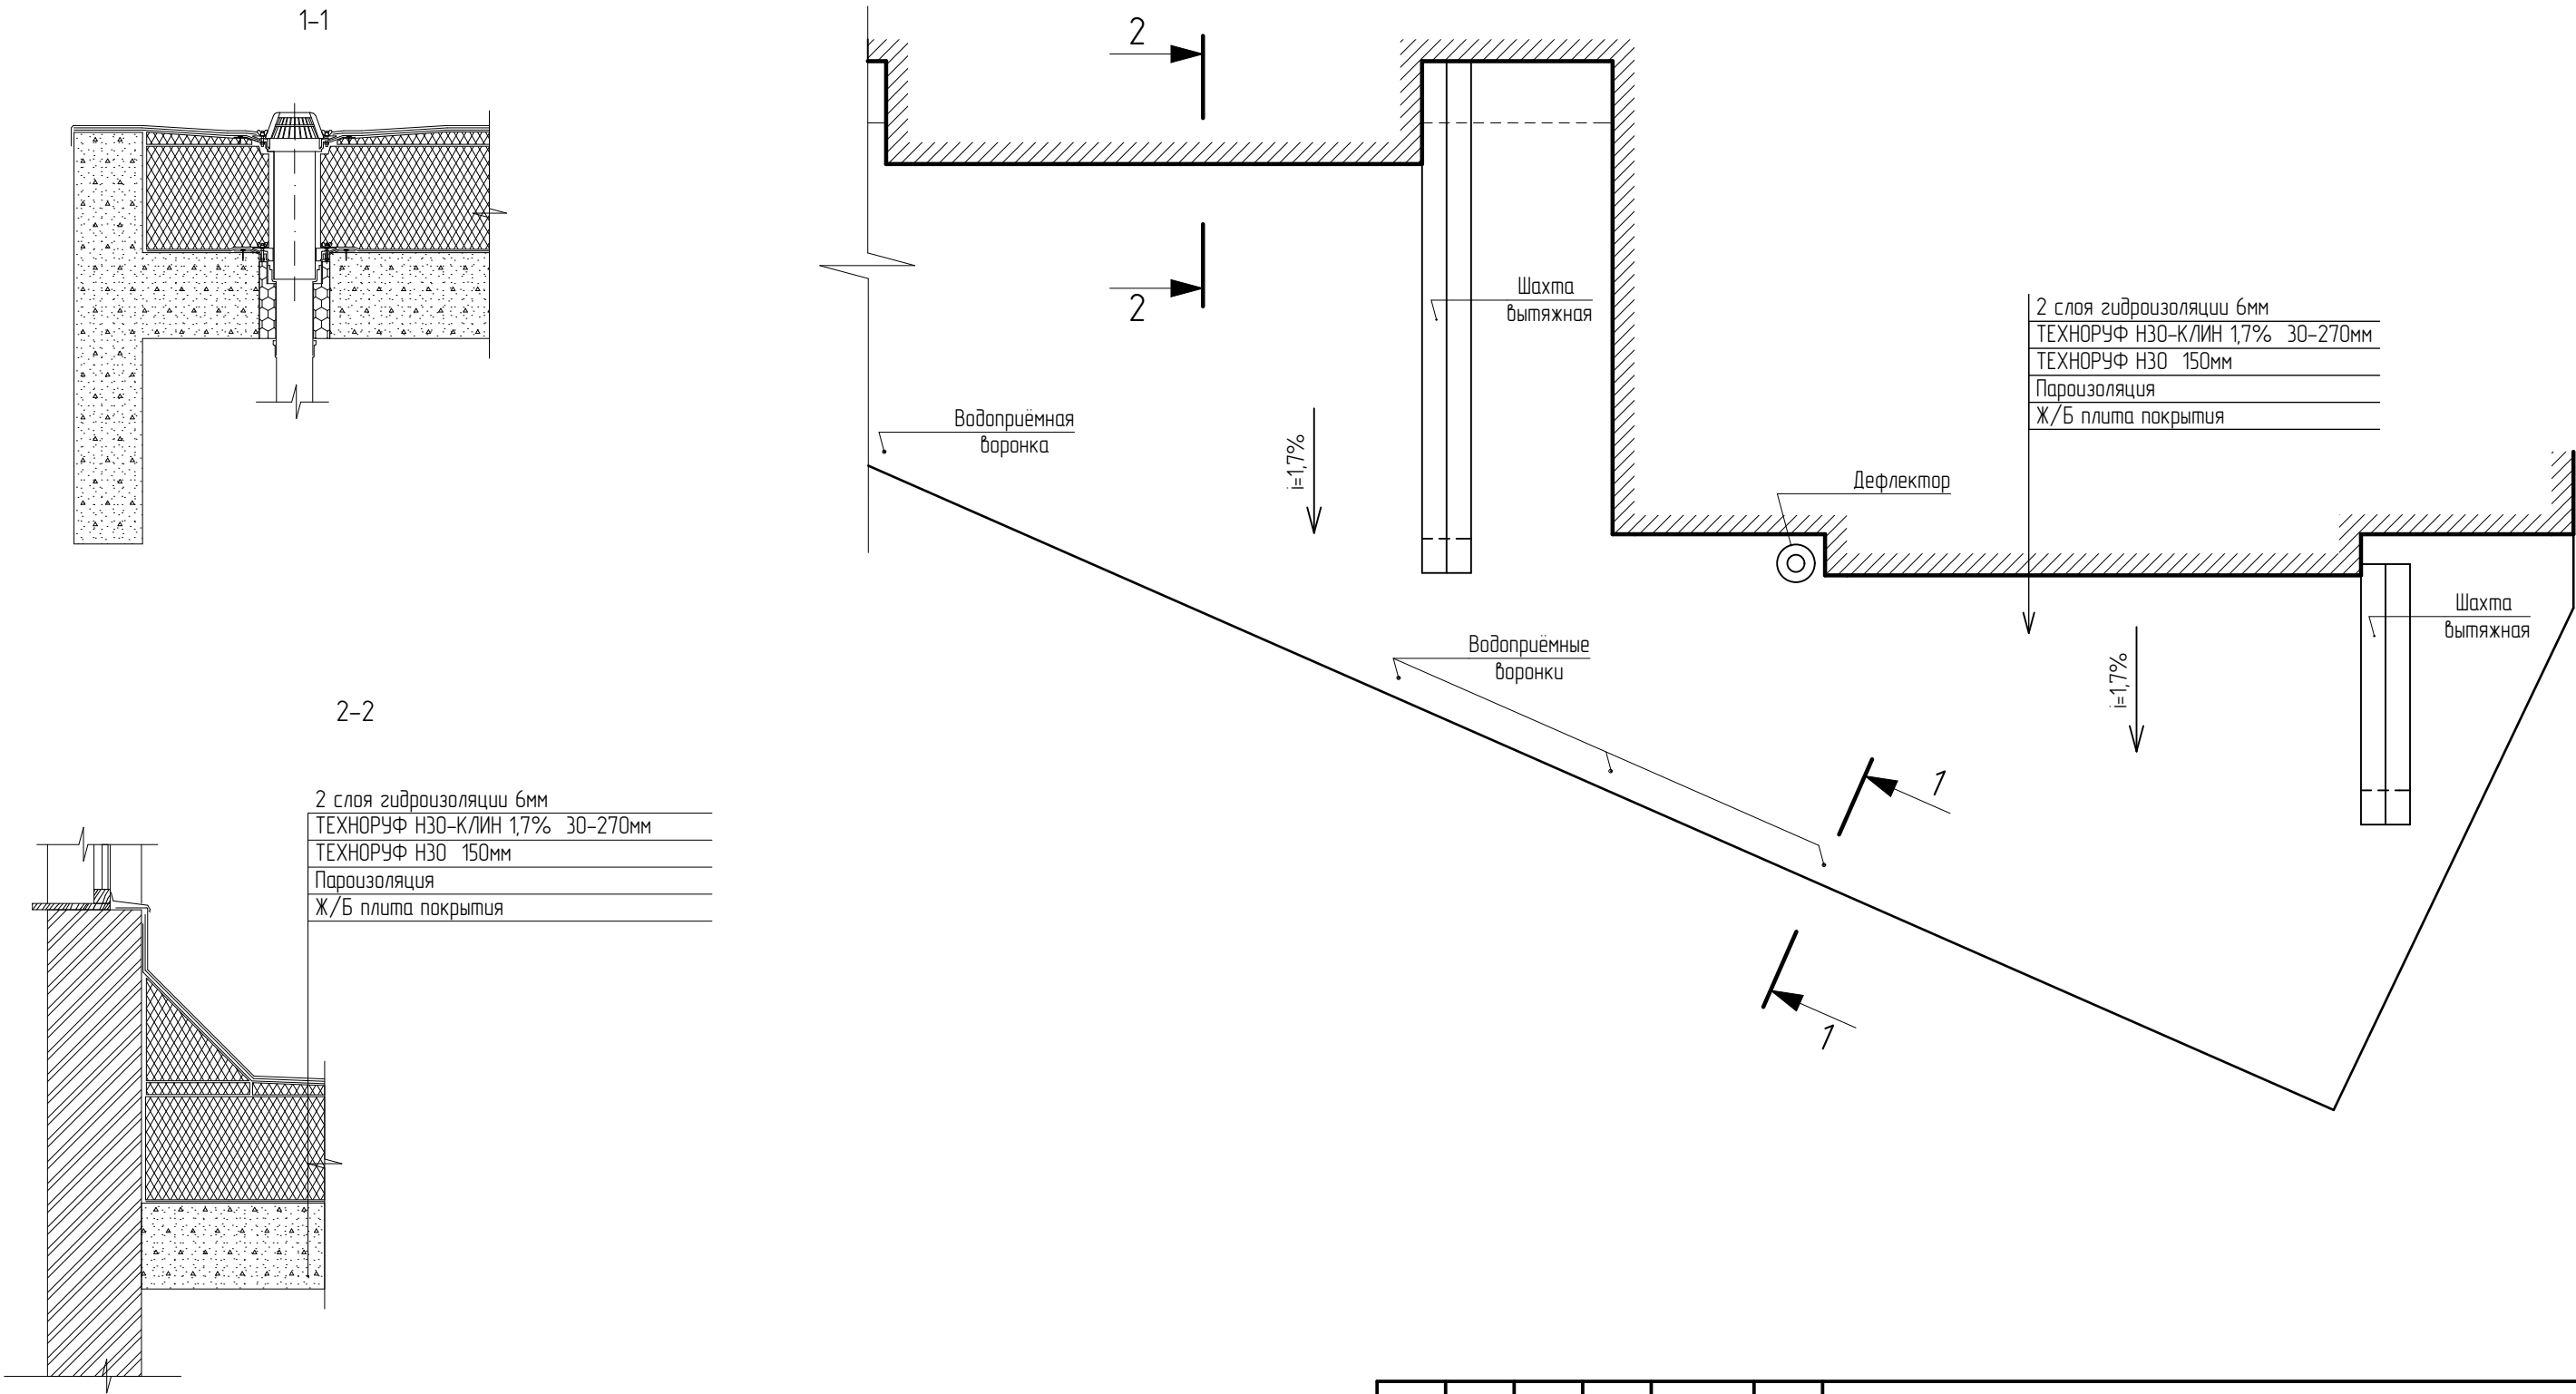 1-1
2
2
Шахта
вытяжная
2 слоя гидроизоляции 6мм
ТЕХНОРУФ Н30-КЛИН 1,7%  30-270мм
ТЕХНОРУФ Н30  150мм
Пароизоляция
Ж/Б плита покрытия
Водоприёмная
воронка
i=1,7%
Дефлектор
Шахта
вытяжная
Водоприёмные
воронки
i=1,7%
1
1
2-2
2 слоя гидроизоляции 6мм
ТЕХНОРУФ Н30-КЛИН 1,7%  30-270мм
ТЕХНОРУФ Н30  150мм
Пароизоляция
Ж/Б плита покрытия